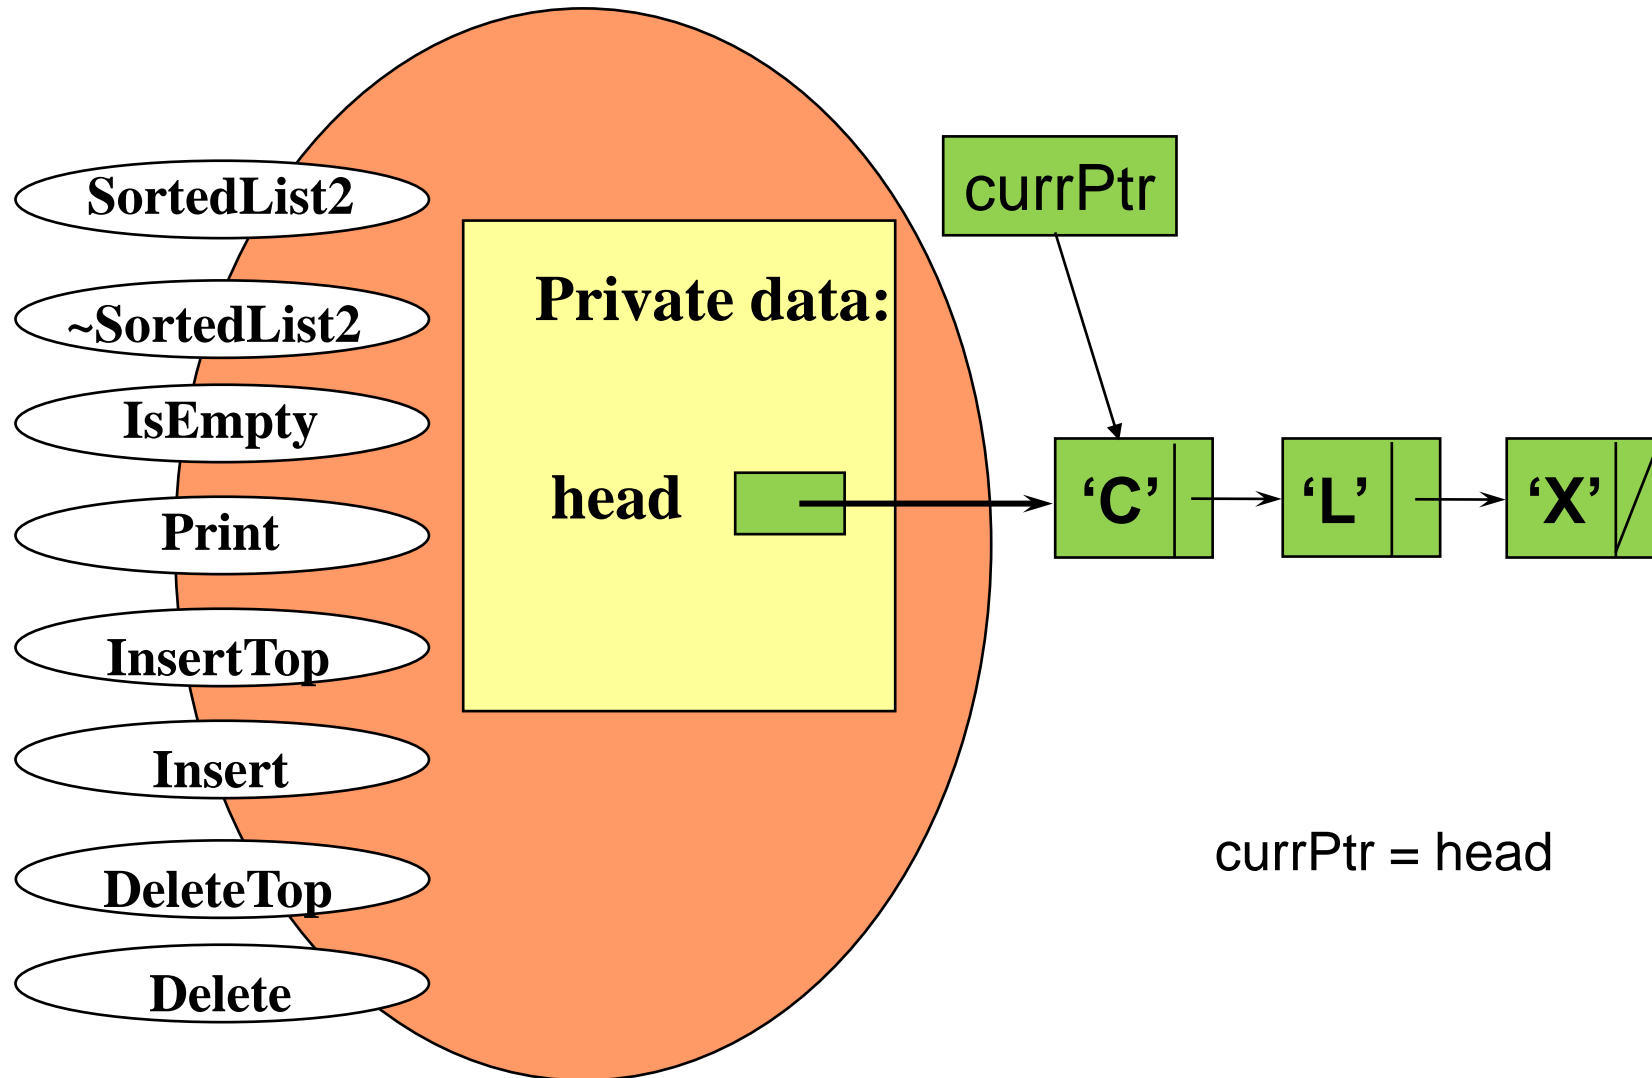 SortedList2
~SortedList2
IsEmpty
Print
InsertTop
Insert
DeleteTop
Delete
Private data:
head
currPtr
‘C’
‘L’
‘X’
currPtr = head